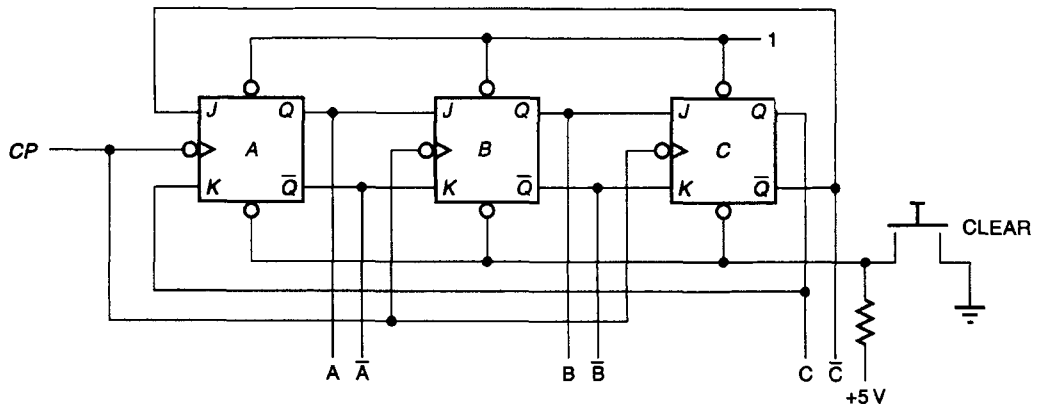 1
J Q J Q J Q
CP A B C
K Q̅ K Q̅ K Q̅
CLEAR
A A̅ B B̅ C C̅
+5 V